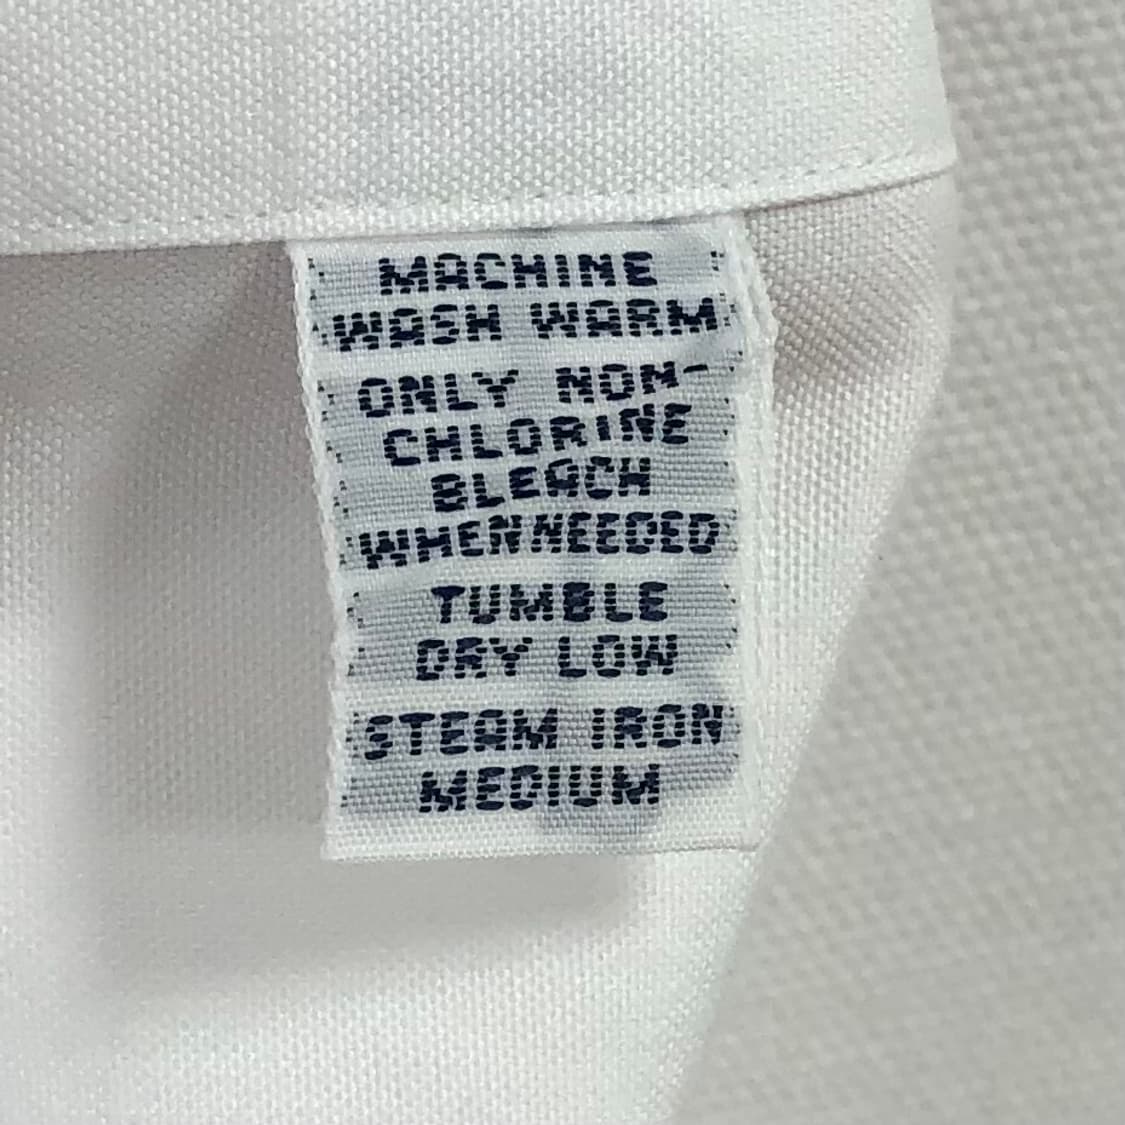 MACHINE
WASH WARM
ONLY NON-
CHLORINE
BLEACH
WHEN NEEDED
TUMBLE
DRY LOW
STEAM IRON
MEDIUM